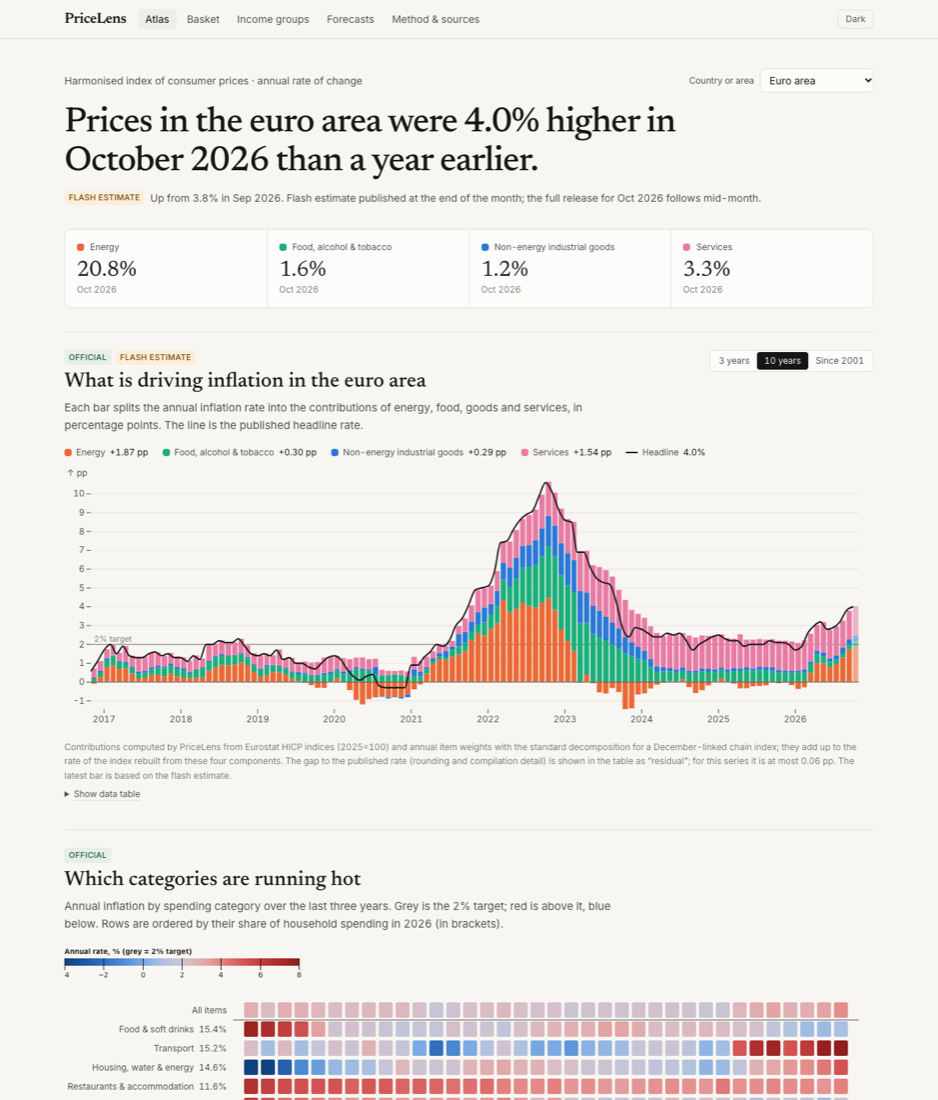 PriceLens Atlas Basket Income groups Forecasts Method & sources Dark
Harmonised index of consumer prices · annual rate of change Country or area Euro area
Prices in the euro area were 4.0% higher in
October 2026 than a year earlier.
FLASH ESTIMATE Up from 3.8% in Sep 2026. Flash estimate published at the end of the month; the full release for Oct 2026 follows mid-month.
Energy Food, alcohol & tobacco Non-energy industrial goods Services
20.8% 1.6% 1.2% 3.3%
Oct 2026 Oct 2026 Oct 2026 Oct 2026
OFFICIAL FLASH ESTIMATE 3 years 10 years Since 2001
What is driving inflation in the euro area
Each bar splits the annual inflation rate into the contributions of energy, food, goods and services, in
percentage points. The line is the published headline rate.
Energy +1.87 pp Food, alcohol & tobacco +0.30 pp Non-energy industrial goods +0.29 pp Services +1.54 pp Headline 4.0%
↑ pp
10
9
8
7
6
5
4
3
2% target
2
1
0
-1
2017 2018 2019 2020 2021 2022 2023 2024 2025 2026
Contributions computed by PriceLens from Eurostat HICP indices (2025=100) and annual item weights with the standard decomposition for a December-linked chain index; they add up to the
rate of the index rebuilt from these four components. The gap to the published rate (rounding and compilation detail) is shown in the table as "residual"; for this series it is at most 0.06 pp. The
latest bar is based on the flash estimate.
▶ Show data table
OFFICIAL
Which categories are running hot
Annual inflation by spending category over the last three years. Grey is the 2% target; red is above it, blue
below. Rows are ordered by their share of household spending in 2026 (in brackets).
Annual rate, % (grey = 2% target)
4 −2 0 2 4 6 8
All items
Food & soft drinks 15.4%
Transport 15.2%
Housing, water & energy 14.6%
Restaurants & accommodation 11.6%